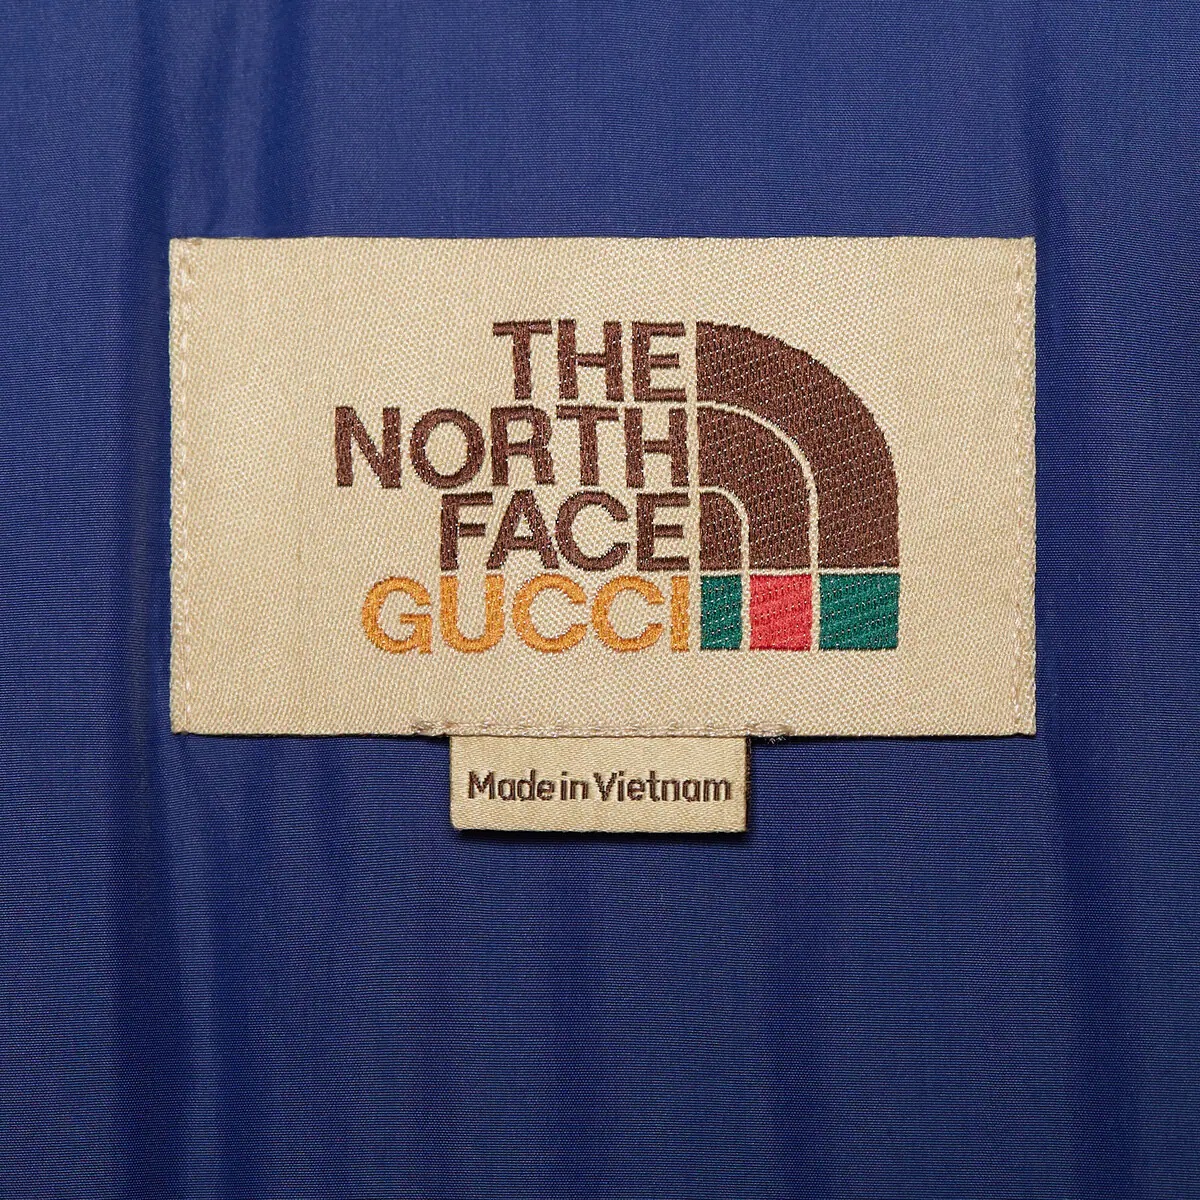 THE
NORTH
FACE
GUCCI
Made in Vietnam